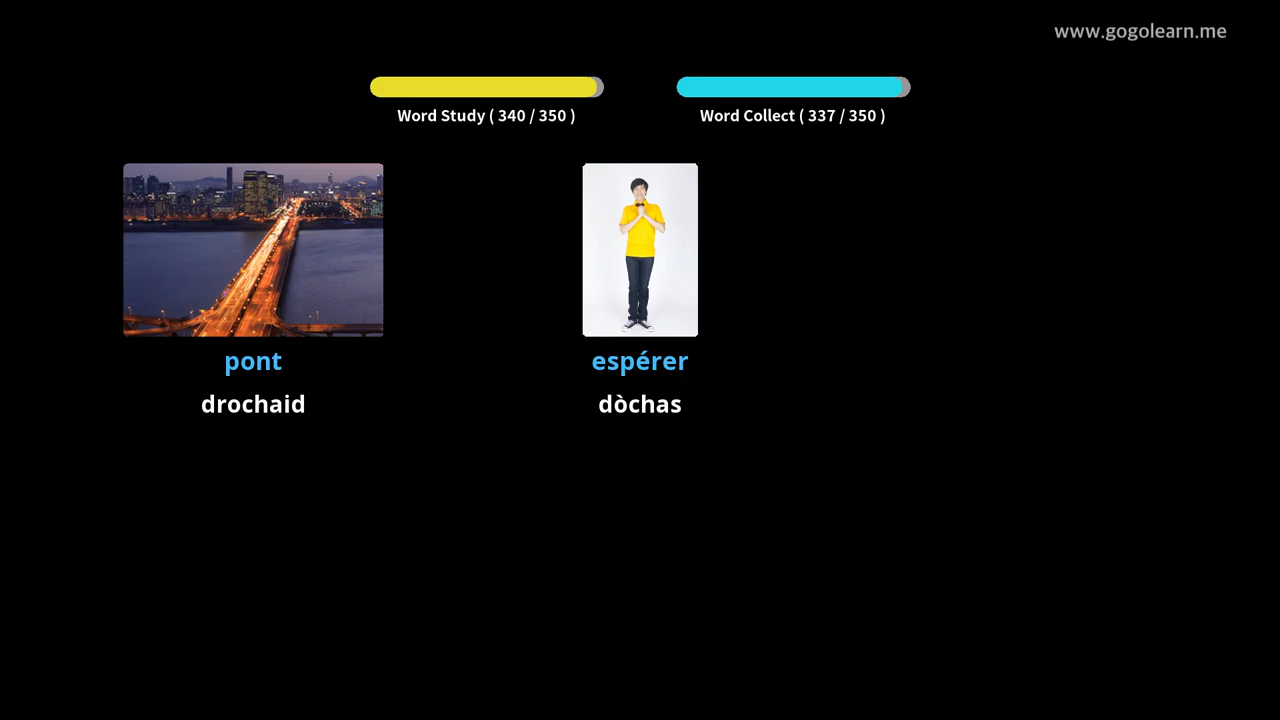 www.gogolearn.me
Word Study ( 340 / 350 )
Word Collect ( 337 / 350 )
pont
espérer
drochaid
dòchas